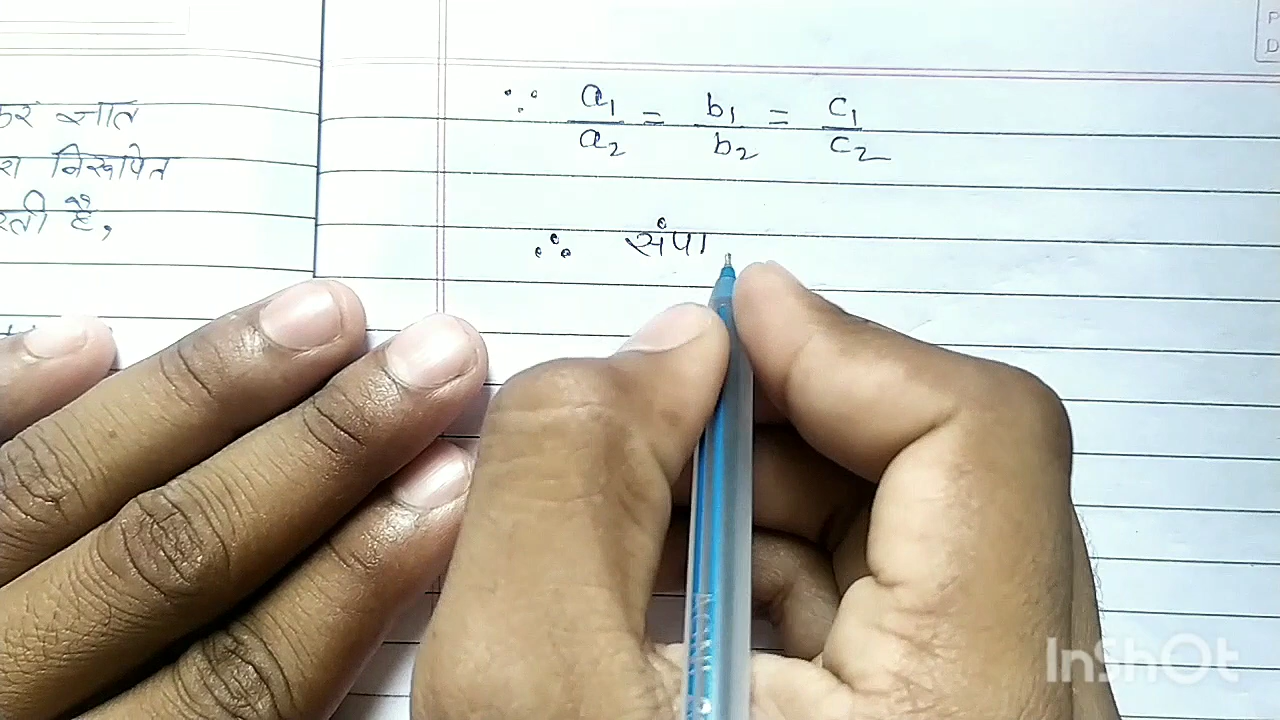 ज्ञात
निरूपित
है,
∵ a₁/a₂ = b₁/b₂ = c₁/c₂
∴ संपा
InShOt